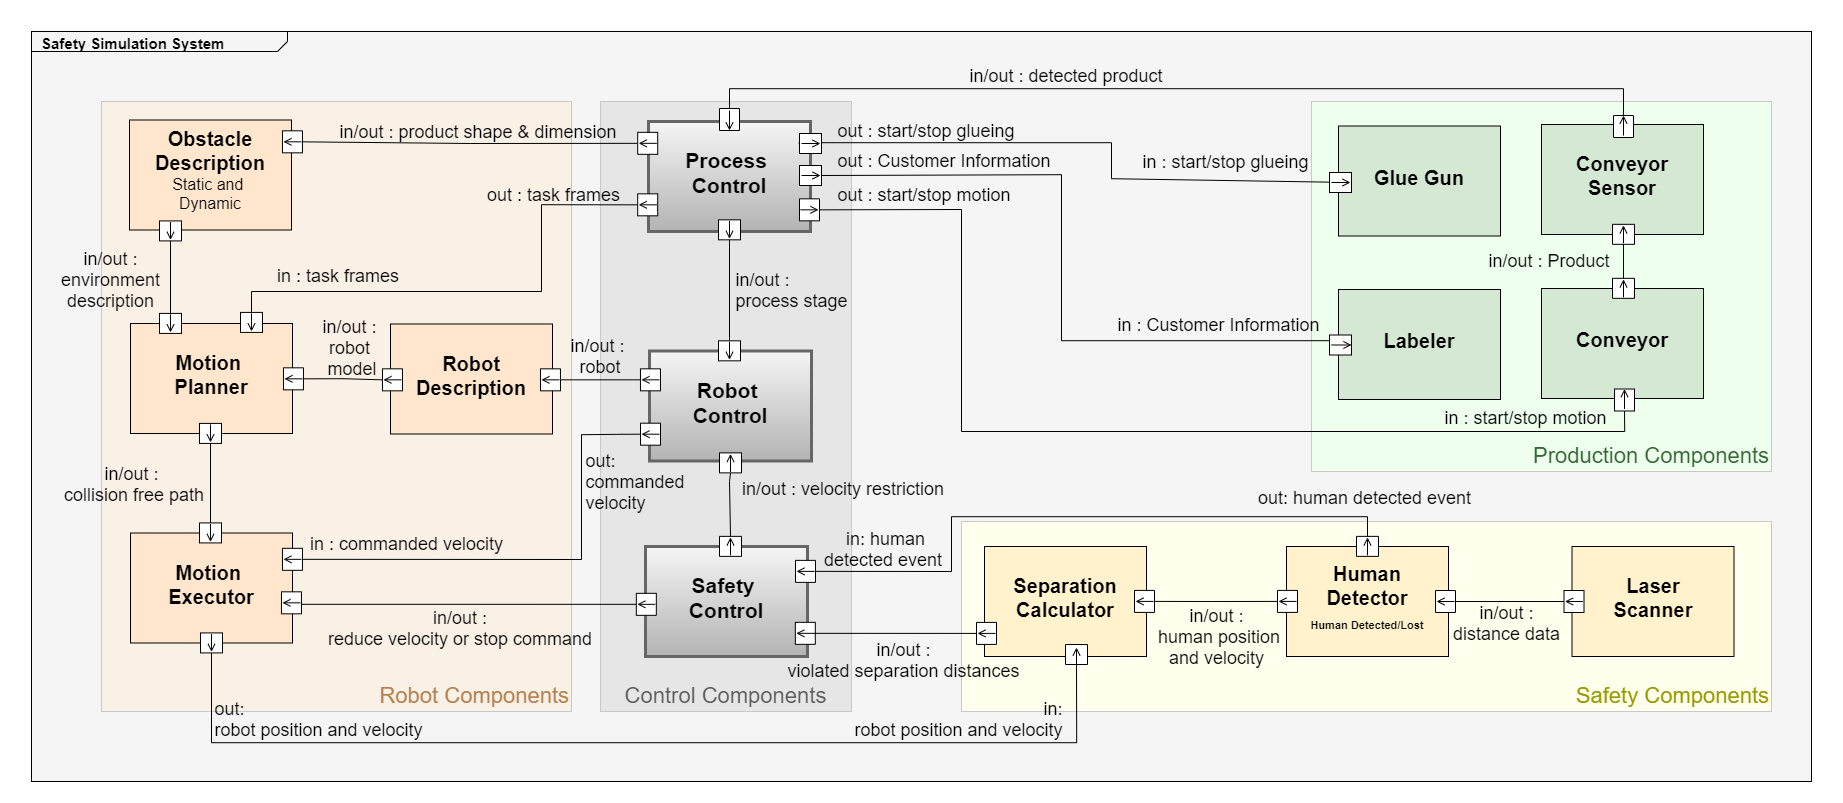 Safety Simulation System
in/out : detected product
Obstacle
Description
Static and
Dynamic
in/out : product shape & dimension
out : task frames
Process
Control
out : start/stop glueing
out : Customer Information
out : start/stop motion
in : start/stop glueing
Glue Gun
Conveyor
Sensor
in/out :
environment
description
in : task frames
in/out :
process stage
in/out : Product
in : Customer Information
Labeler
Conveyor
in : start/stop motion
Production Components
Motion
Planner
in/out :
robot
model
Robot
Description
in/out :
robot
Robot
Control
in/out :
collision free path
out:
commanded
velocity
in/out : velocity restriction
out: human detected event
in : commanded velocity
in: human
detected event
Motion
Executor
in/out :
reduce velocity or stop command
Safety
Control
in/out :
violated separation distances
Separation
Calculator
in/out :
human position
and velocity
Human
Detector
Human Detected/Lost
in/out :
distance data
Laser
Scanner
Robot Components
Control Components
Safety Components
out:
robot position and velocity
in:
robot position and velocity